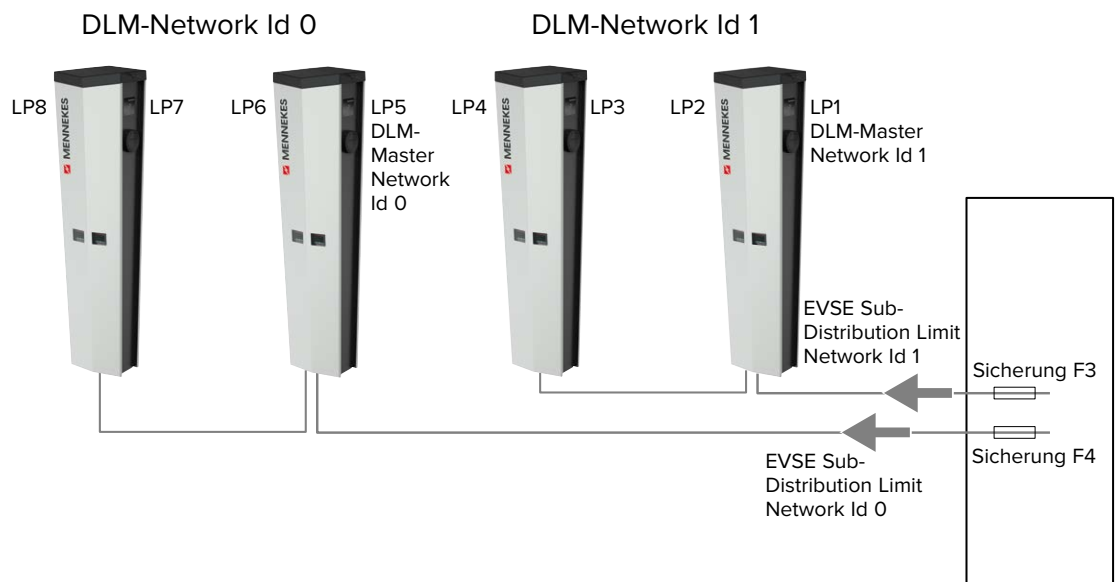 DLM-Network Id 0
DLM-Network Id 1
LP8
MENNEKES
LP7
LP6
MENNEKES
LP5
DLM-
Master
Network
Id 0
LP4
MENNEKES
LP3
LP2
MENNEKES
LP1
DLM-Master
Network Id 1
EVSE Sub-
Distribution Limit
Network Id 1
Sicherung F3
EVSE Sub-
Distribution Limit
Network Id 0
Sicherung F4